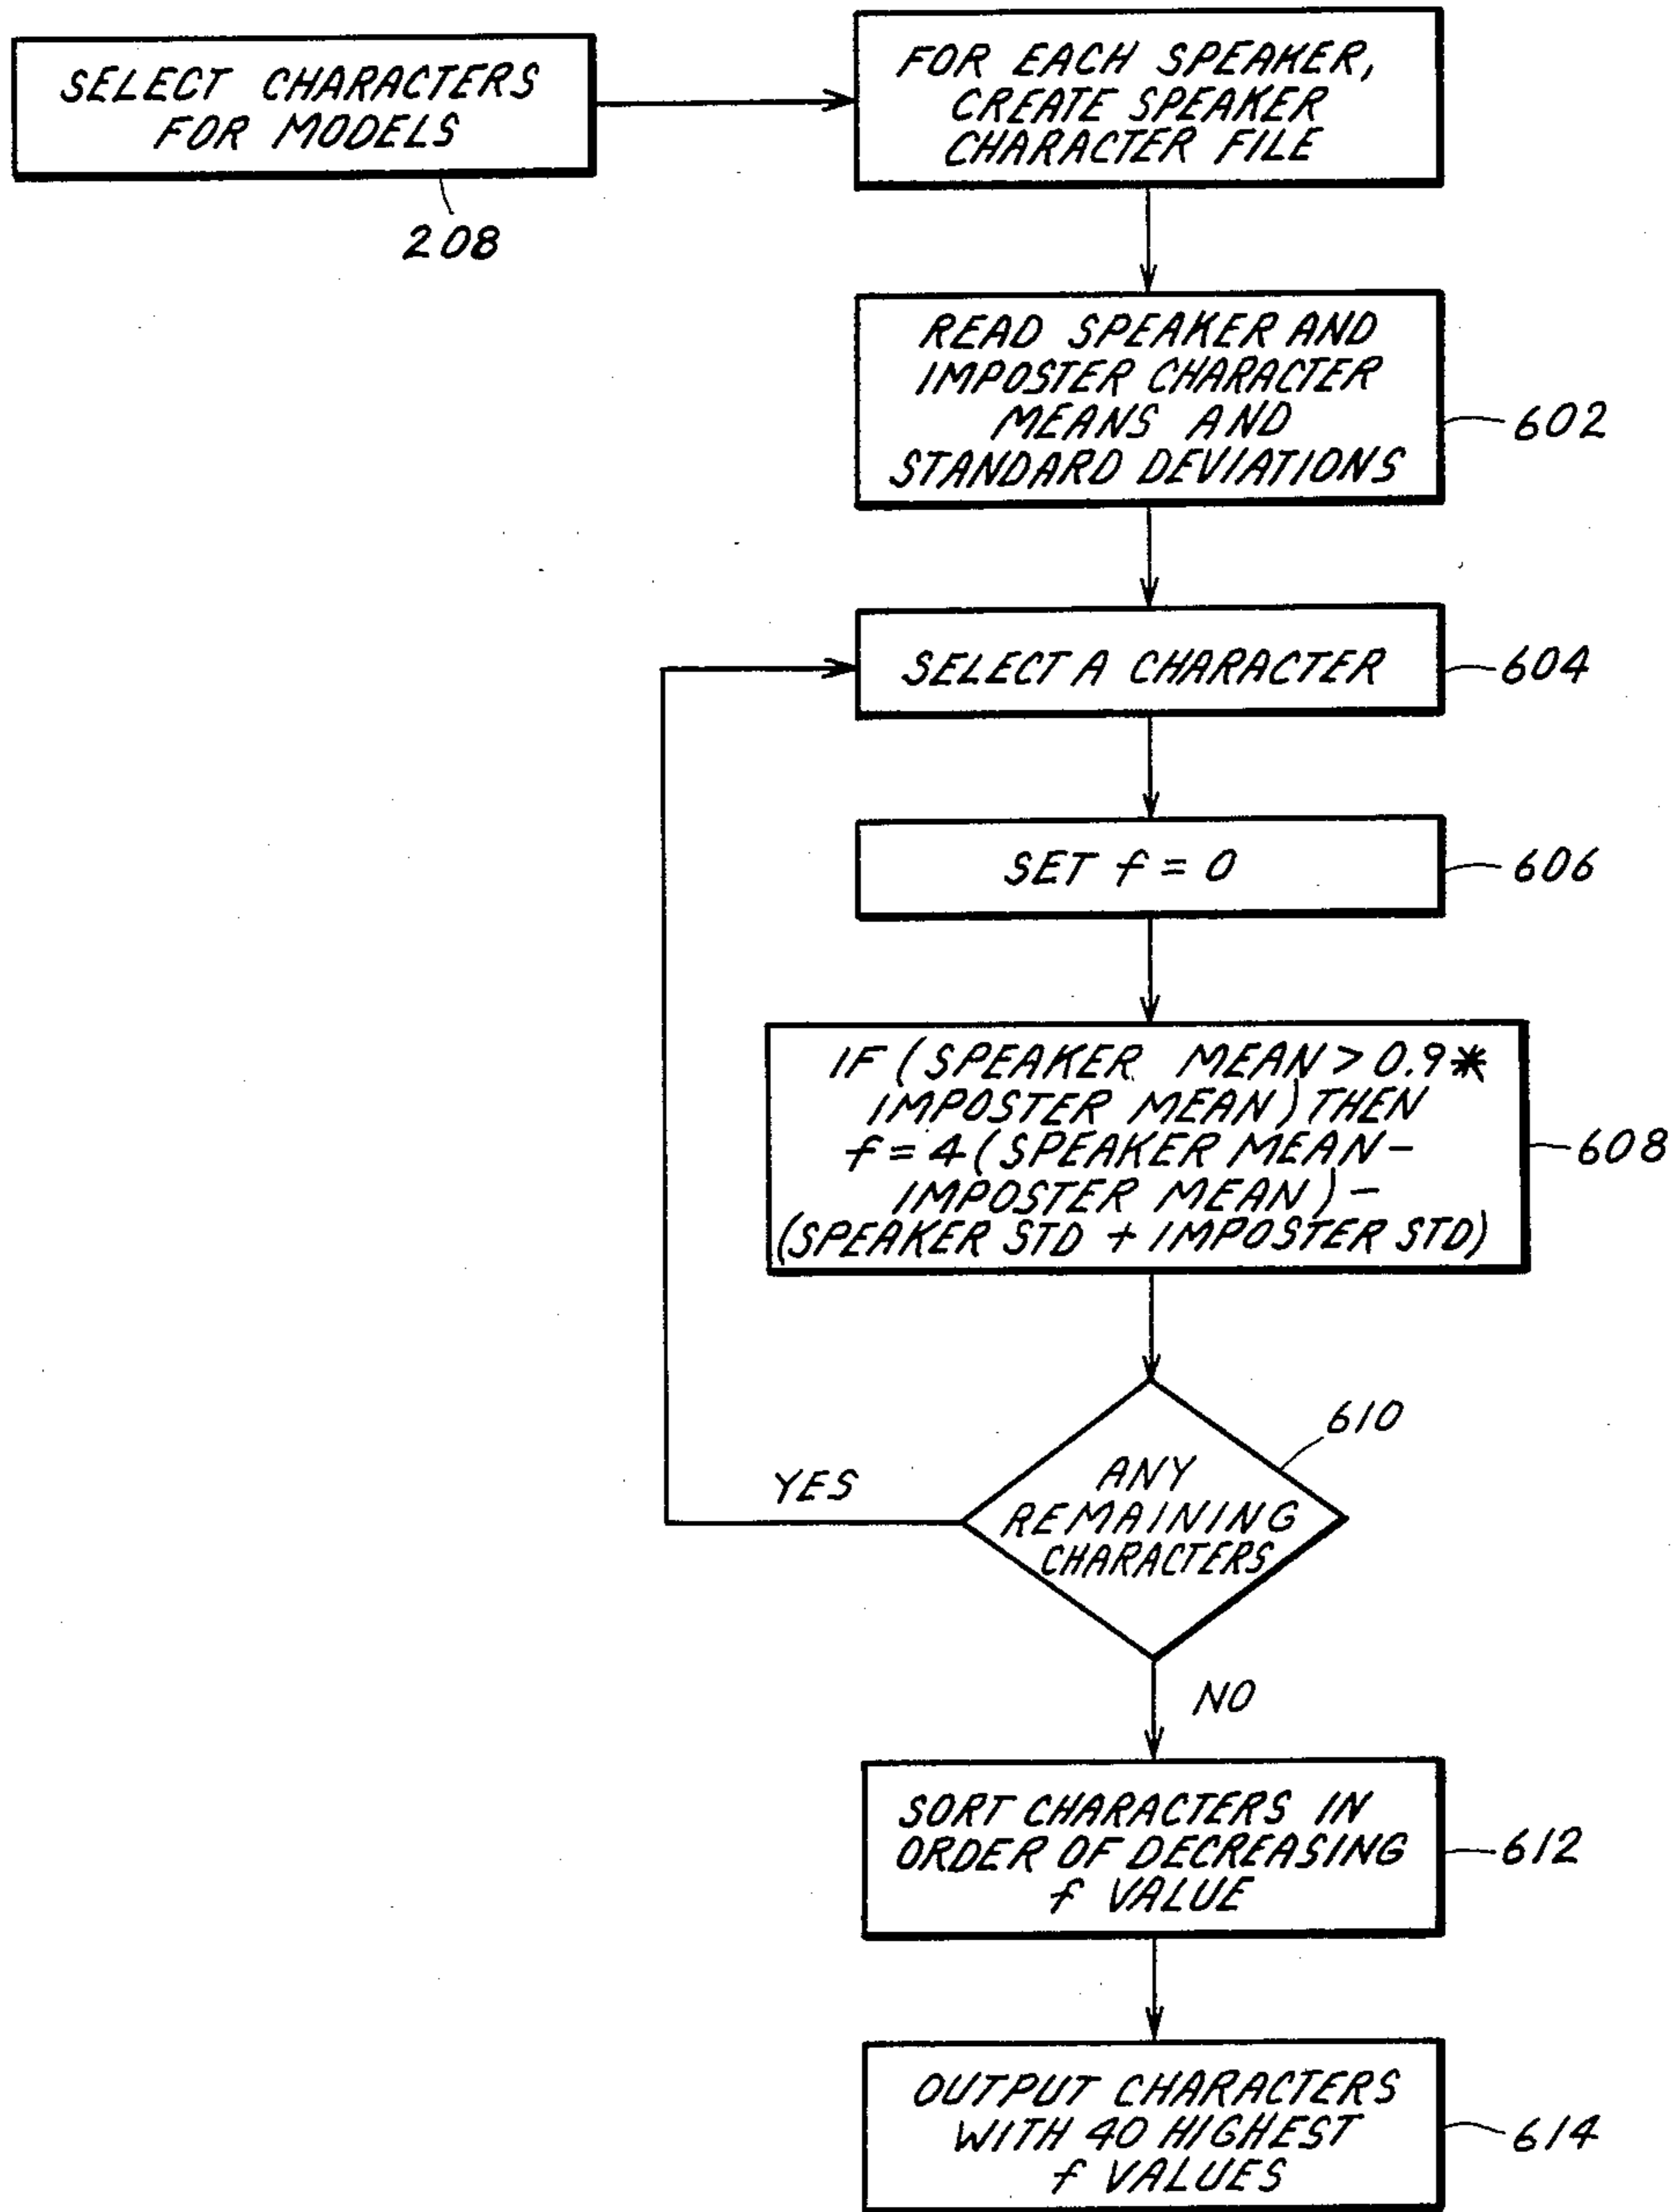 SELECT CHARACTERS
FOR MODELS
208
FOR EACH SPEAKER,
CREATE SPEAKER
CHARACTER FILE
READ SPEAKER AND
IMPOSTER CHARACTER
MEANS AND
STANDARD DEVIATIONS
602
SELECT A CHARACTER
604
SET f = 0
606
IF (SPEAKER MEAN > 0.9*
IMPOSTER MEAN) THEN
f = 4 (SPEAKER MEAN -
IMPOSTER MEAN) -
(SPEAKER STD + IMPOSTER STD)
608
ANY
REMAINING
CHARACTERS
610
YES
NO
SORT CHARACTERS IN
ORDER OF DECREASING
f VALUE
612
OUTPUT CHARACTERS
WITH 40 HIGHEST
f VALUES
614